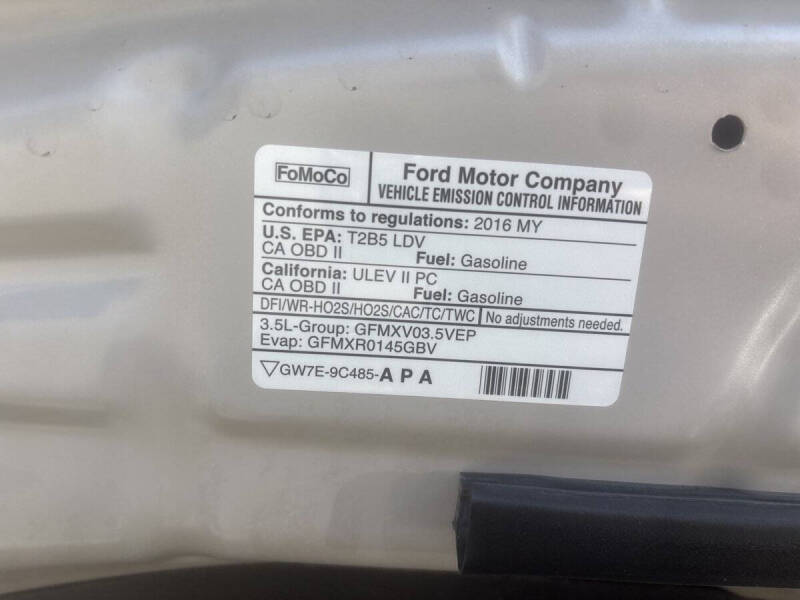 FoMoCo
Ford Motor Company
VEHICLE EMISSION CONTROL INFORMATION
Conforms to regulations: 2016 MY
U.S. EPA: T2B5 LDV
CA OBD II Fuel: Gasoline
California: ULEV II PC
CA OBD II Fuel: Gasoline
DFI/WR-HO2S/HO2S/CAC/TC/TWC No adjustments needed.
3.5L-Group: GFMXV03.5VEP
Evap: GFMXR0145GBV
GW7E-9C485-A P A